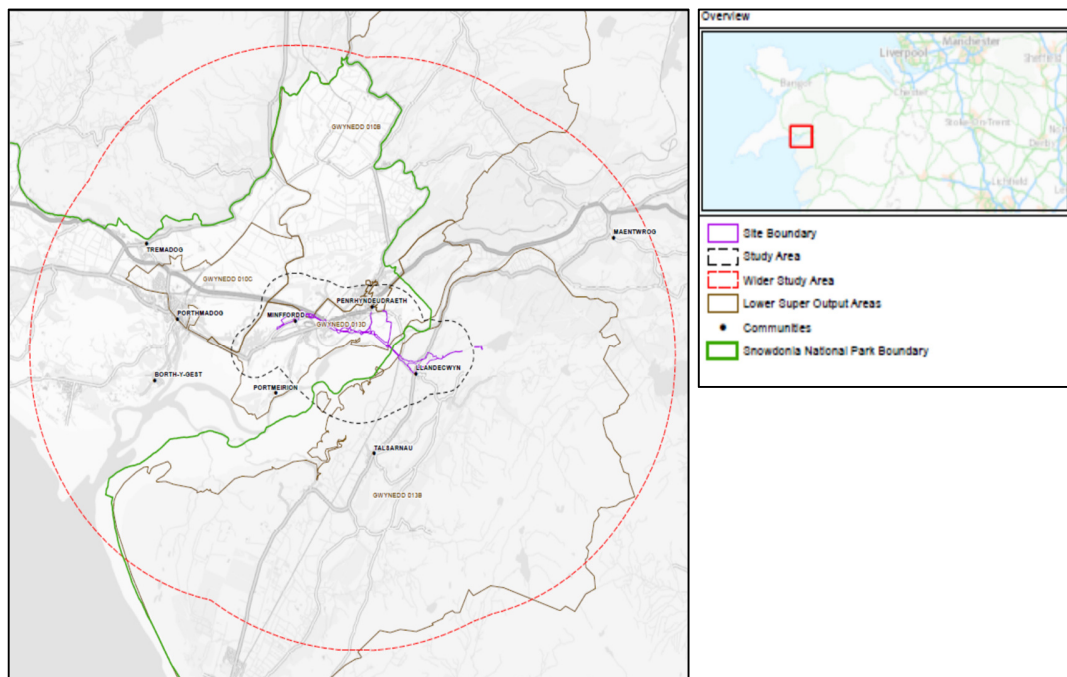 GWYNEDD 010B
MAENTWROG
TREMADOG
GWYNEDD 010C
PENRHYNDEUDRAETH
PORTHMADOG
MINFFORDD
GWYNEDD 013D
BORTH-Y-GEST
LLANDECWYN
PORTMEIRION
TALSARNAU
GWYNEDD 013B
Overview
Liverpool
Manchester
Sheffield
Bangor
Chester
Stoke-On-Trent
Derby
Lichfield
Site Boundary
Study Area
Wider Study Area
Lower Super Output Areas
Communities
Snowdonia National Park Boundary